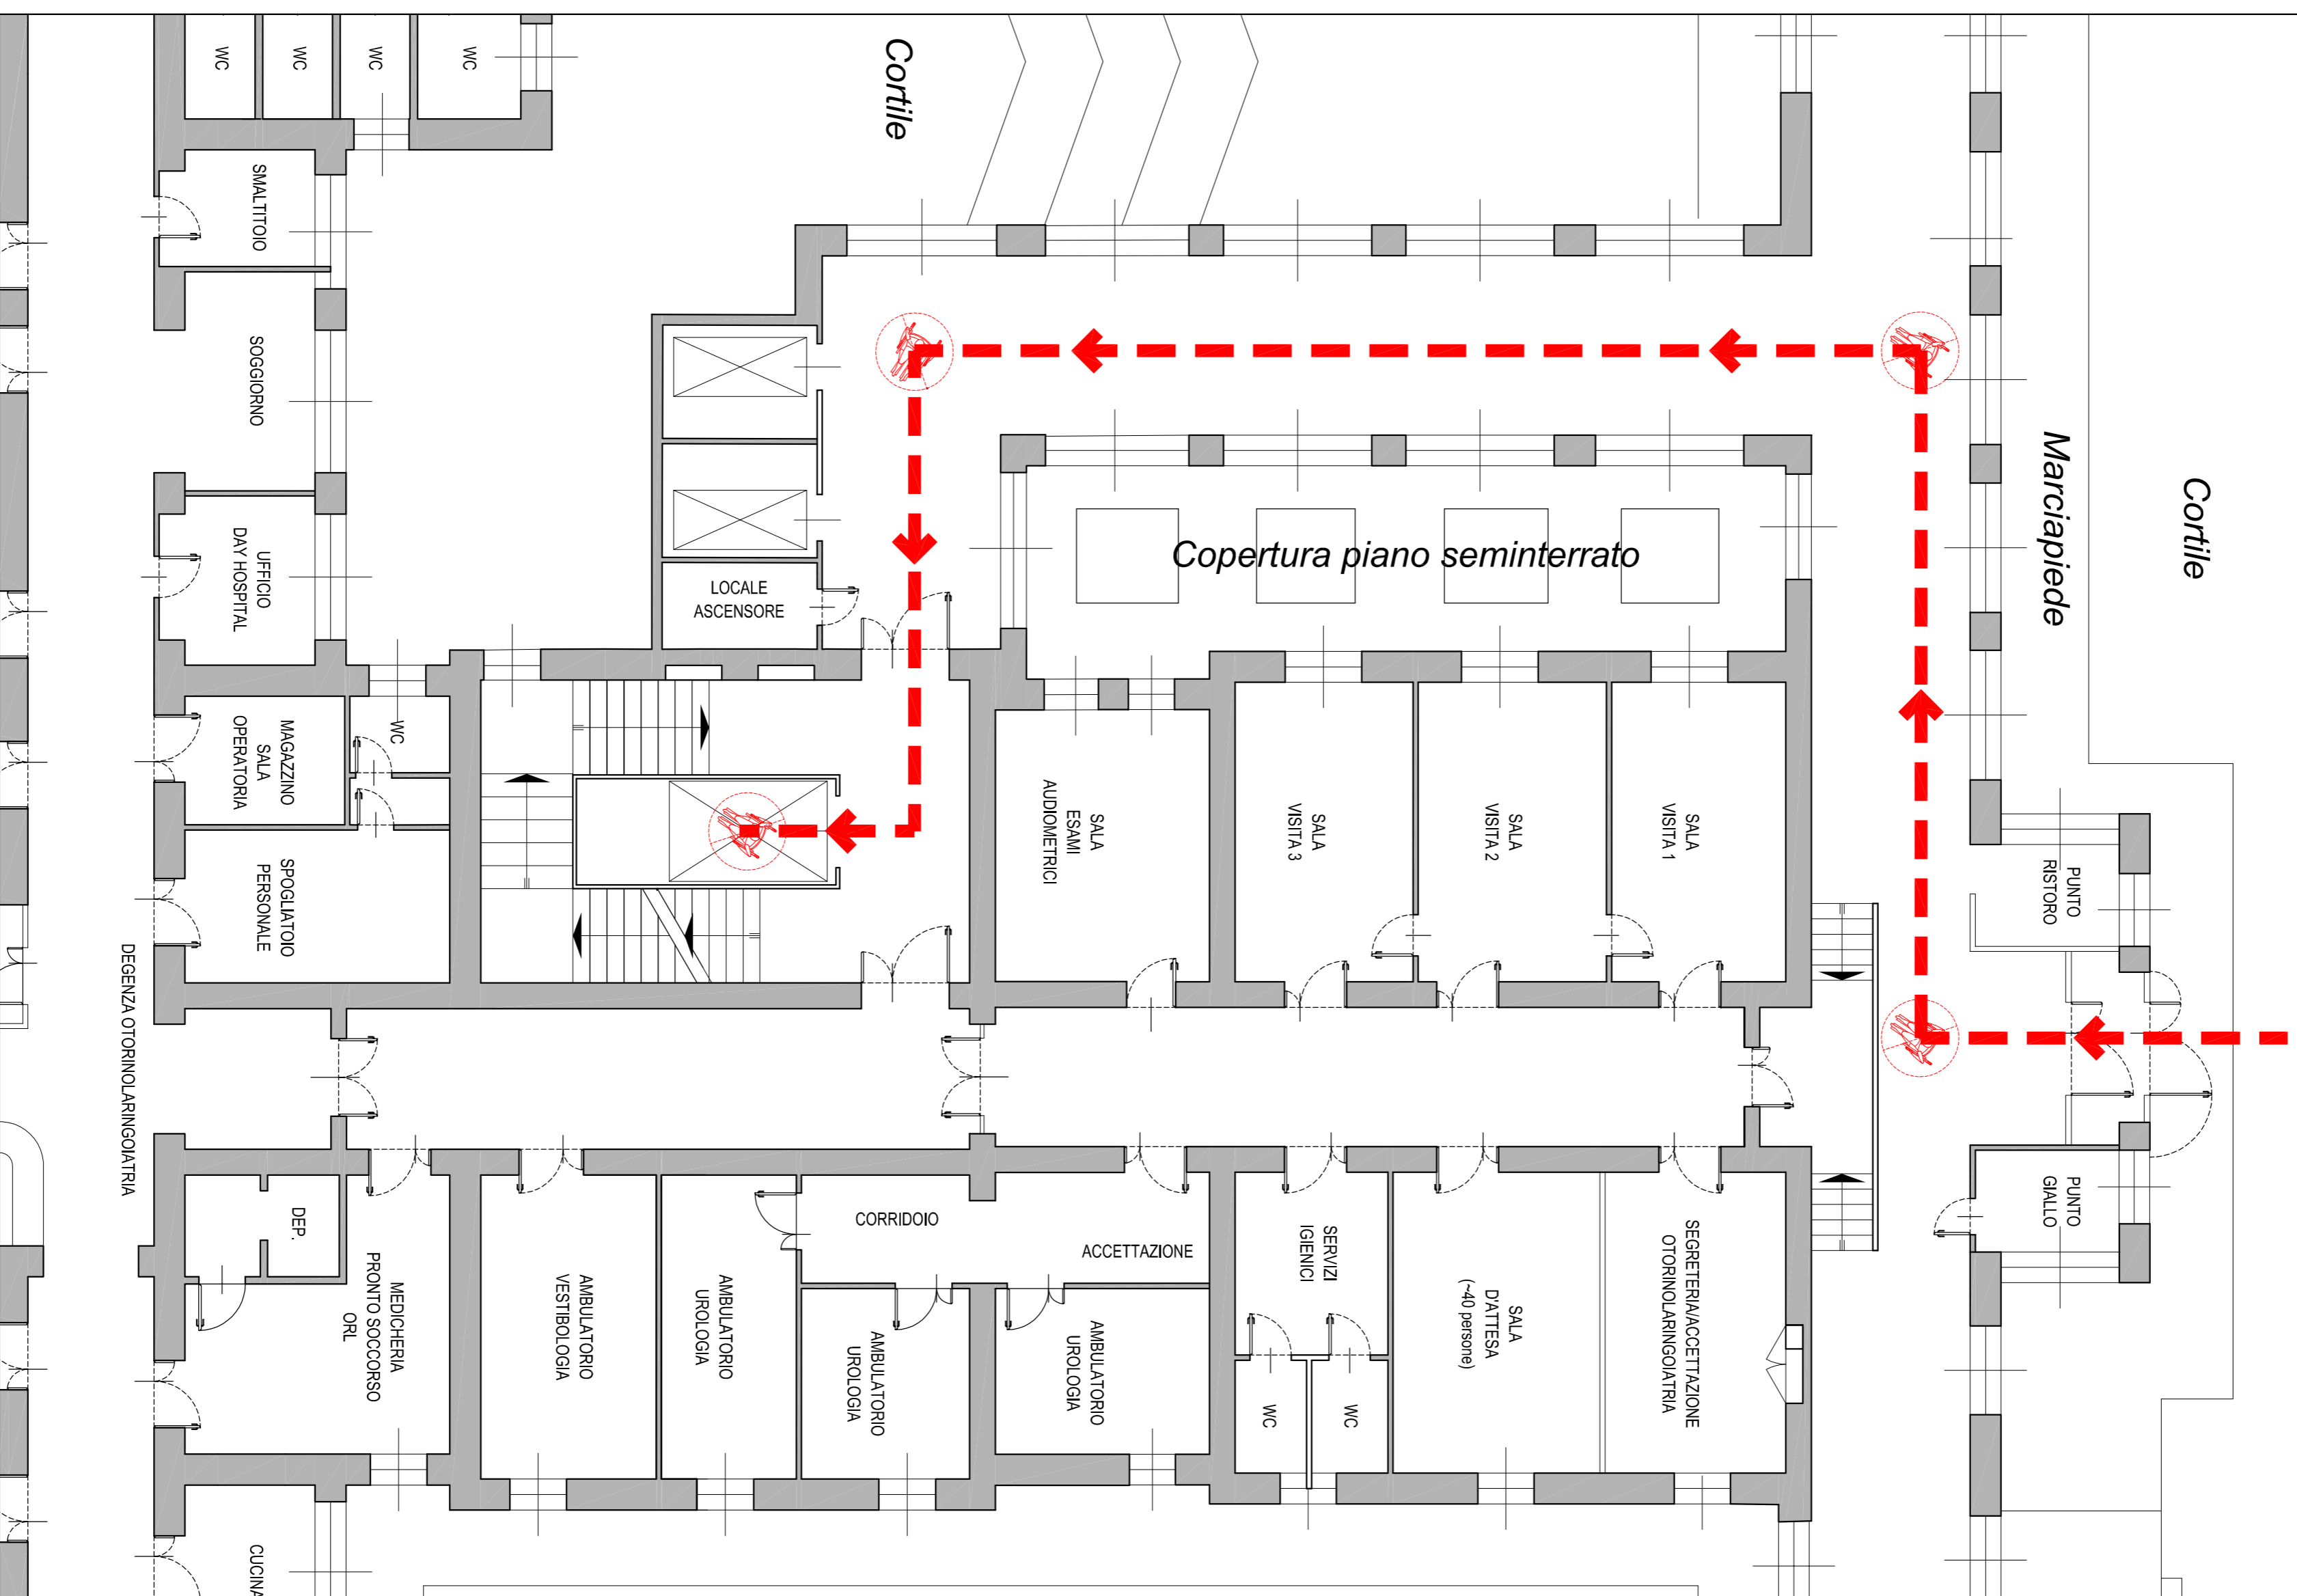 WC
WC
WC
WC
Cortile
SMALTITOIO
SOGGIORNO
UFFICIO
DAY HOSPITAL
LOCALE
ASCENSORE
Copertura piano seminterrato
Marciapiede
Cortile
MAGAZZINO
SALA
OPERATORIA
WC
SPOGLIATOIO
PERSONALE
SALA
ESAMI
AUDIOMETRICI
SALA
VISITA 3
SALA
VISITA 2
SALA
VISITA 1
PUNTO
RISTORO
DEGENZA OTORINOLARINGOIATRIA
DEP.
MEDICHERIA
PRONTO SOCCORSO
ORL
AMBULATORIO
VESTIBOLOGIA
AMBULATORIO
UROLOGIA
CORRIDOIO
ACCETTAZIONE
AMBULATORIO
UROLOGIA
AMBULATORIO
UROLOGIA
SERVIZI
IGIENICI
WC
WC
SALA
D'ATTESA
(~40 persone)
SEGRETERIA/ACCETTAZIONE
OTORINOLARINGOIATRIA
PUNTO
GIALLO
CUCINA